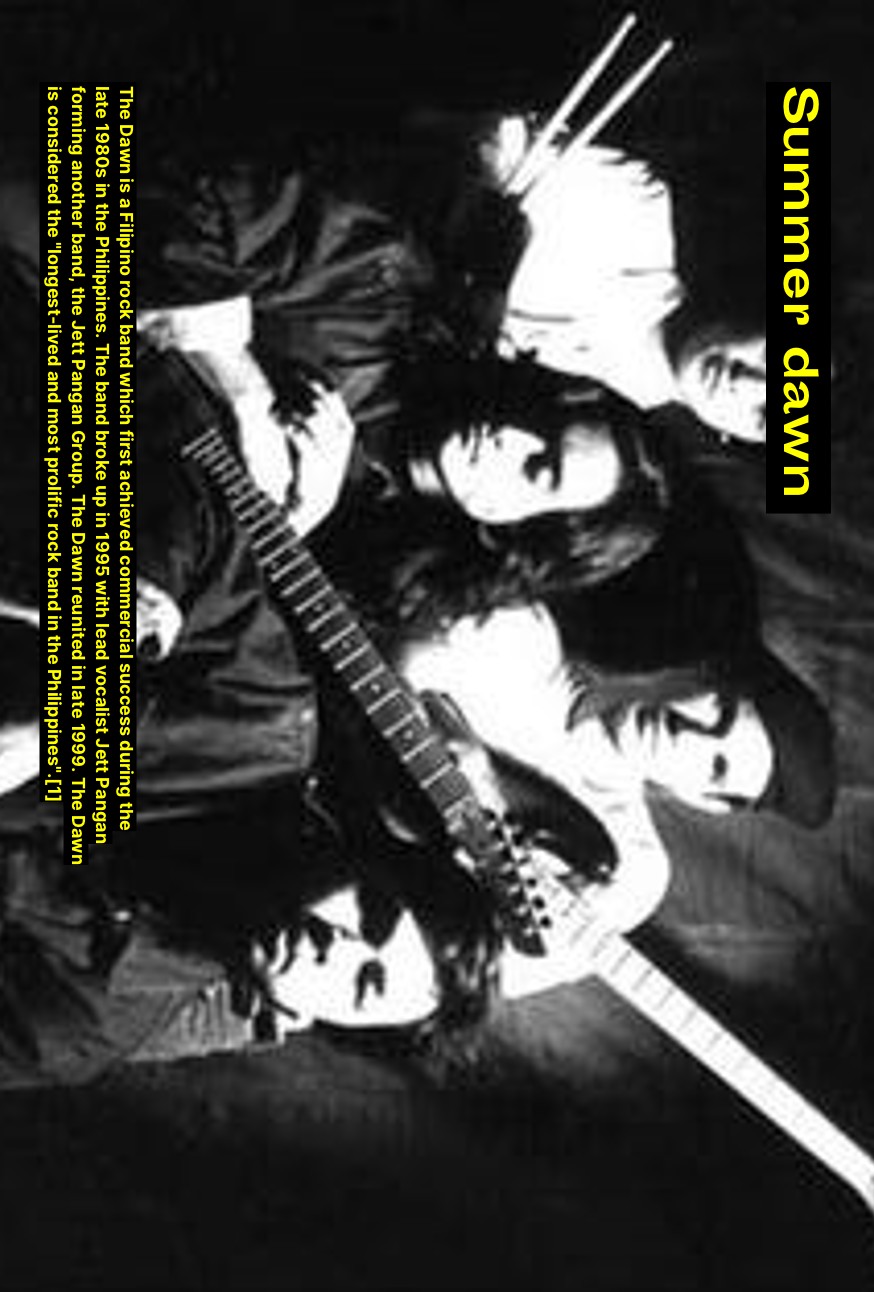 Summer dawn
The Dawn is a Filipino rock band which first achieved commercial success during the
late 1980s in the Philippines. The band broke up in 1995 with lead vocalist Jett Pangan
forming another band, the Jett Pangan Group. The Dawn reunited in late 1999. The Dawn
is considered the "longest-lived and most prolific rock band in the Philippines".[1]